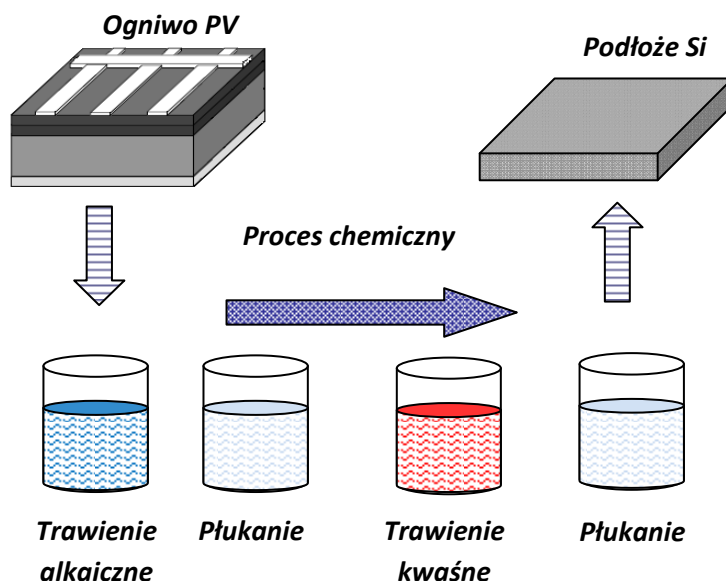 Ogniwo PV
Podłoże Si
Proces chemiczny
Trawienie
alkaiczne
Płukanie
Trawienie
kwaśne
Płukanie